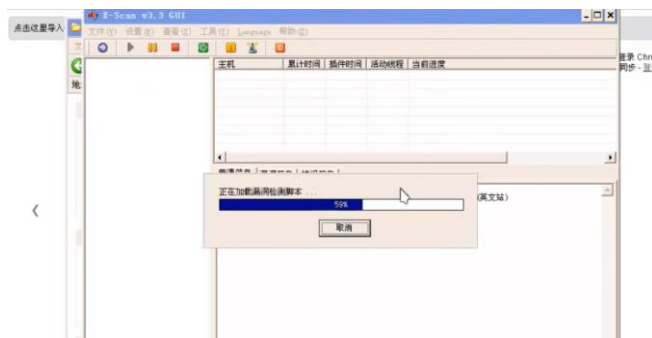 X-Scan v3.3 GUI
点击这里导入
文件(F) 设置(W) 查看(X) 工具(Z) Language 帮助(Z)
登录 Chr
同步 -
地
主机 累计时间 插件时间 活动线程 当前进度
正在加载漏洞检测脚本 ...
(英文站)
59%
取消